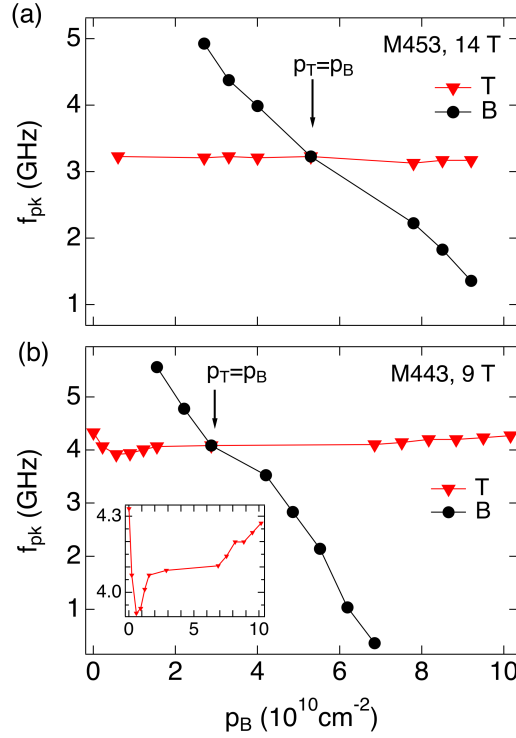 (a)
5
4
3
2
1
f_pk (GHz)
M453, 14 T
p_T=p_B
T
B
(b)
5
4
3
2
1
f_pk (GHz)
M443, 9 T
p_T=p_B
T
B
4.3
4.0
0 5 10
0 2 4 6 8 10
p_B (10^10 cm^-2)